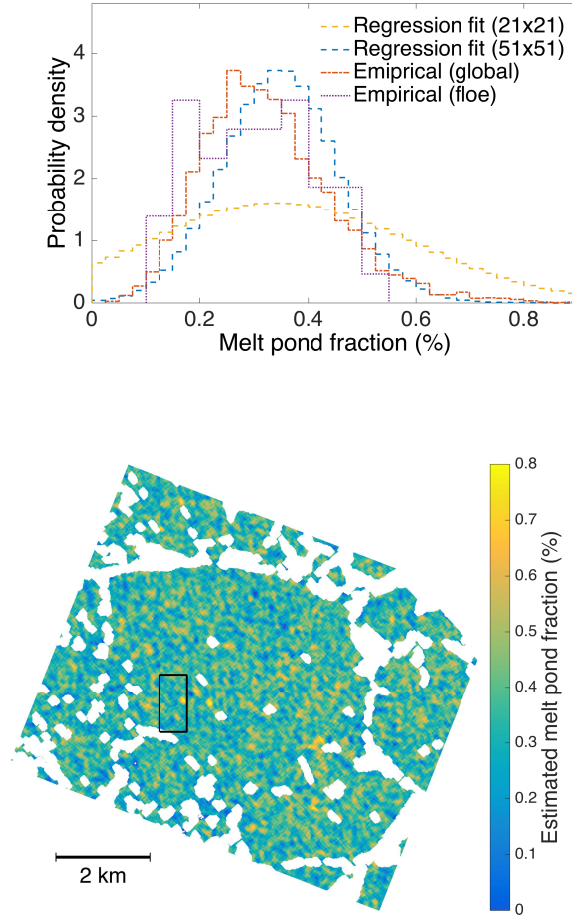 Regression fit (21x21)
Regression fit (51x51)
Emiprical (global)
Empirical (floe)
Probability density
4
3
2
1
0
0 0.2 0.4 0.6 0.8
Melt pond fraction (%)
0.8
0.7
0.6
0.5
0.4
0.3
0.2
0.1
0
Estimated melt pond fraction (%)
2 km